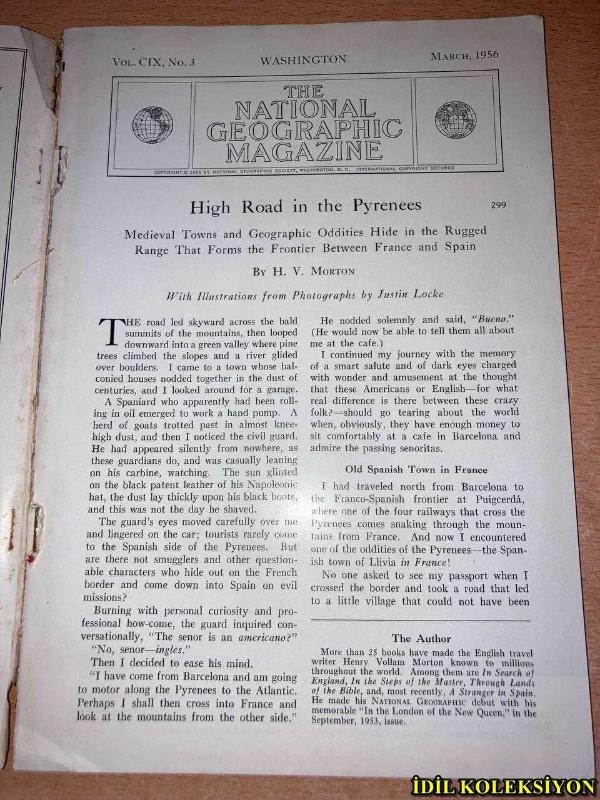 Vol. CIX, No. 3 WASHINGTON March, 1956
THE
NATIONAL
GEOGRAPHIC
MAGAZINE
COPYRIGHT © 1956 BY NATIONAL GEOGRAPHIC SOCIETY, WASHINGTON, D. C. INTERNATIONAL COPYRIGHT SECURED
High Road in the Pyrenees 299
Medieval Towns and Geographic Oddities Hide in the Rugged
Range That Forms the Frontier Between France and Spain
By H. V. Morton
With Illustrations from Photographs by Justin Locke
THE road led skyward across the bald
summits of the mountains, then looped
downward into a green valley where pine
trees climbed the slopes and a river glided
over boulders. I came to a town whose bal-
conied houses nodded together in the dust of
centuries, and I looked around for a garage.
A Spaniard who apparently had been roll-
ing in oil emerged to work a hand pump. A
herd of goats trotted past in almost knee-
high dust, and then I noticed the civil guard.
He had appeared silently from nowhere, as
these guardians do, and was casually leaning
on his carbine, watching. The sun glinted
on the black patent leather of his Napoleonic
hat, the dust lay thickly upon his black boots,
and this was not the day he shaved.
The guard's eyes moved carefully over me
and lingered on the car; tourists rarely come
to the Spanish side of the Pyrenees. But
are there not smugglers and other question-
able characters who hide out on the French
border and come down into Spain on evil
missions?
Burning with personal curiosity and pro-
fessional how-come, the guard inquired con-
versationally, "The senor is an americano?"
"No, senor—ingles."
Then I decided to ease his mind.
"I have come from Barcelona and am going
to motor along the Pyrenees to the Atlantic.
Perhaps I shall then cross into France and
look at the mountains from the other side."
He nodded solemnly and said, "Bueno."
(He would now be able to tell them all about
me at the cafe.)
I continued my journey with the memory
of a smart salute and of dark eyes charged
with wonder and amusement at the thought
that these Americans or English—for what
real difference is there between these crazy
folk?—should go tearing about the world
when, obviously, they have enough money to
sit comfortably at a cafe in Barcelona and
admire the passing senoritas.
Old Spanish Town in France
I had traveled north from Barcelona to
the Franco-Spanish frontier at Puigcerdá,
where one of the four railways that cross the
Pyrenees comes snaking through the moun-
tains from France. And now I encountered
one of the oddities of the Pyrenees—the Span-
ish town of Llivia in France!
No one asked to see my passport when I
crossed the border and took a road that led
to a little village that could not have been
The Author
More than 25 books have made the English travel
writer Henry Vollam Morton known to millions
throughout the world. Among them are In Search of
England, In the Steps of the Master, Through Lands
of the Bible, and, most recently, A Stranger in Spain.
He made his National Geographic debut with his
memorable "In the London of the New Queen," in the
September, 1953, issue.
İDİL KOLEKSİYON